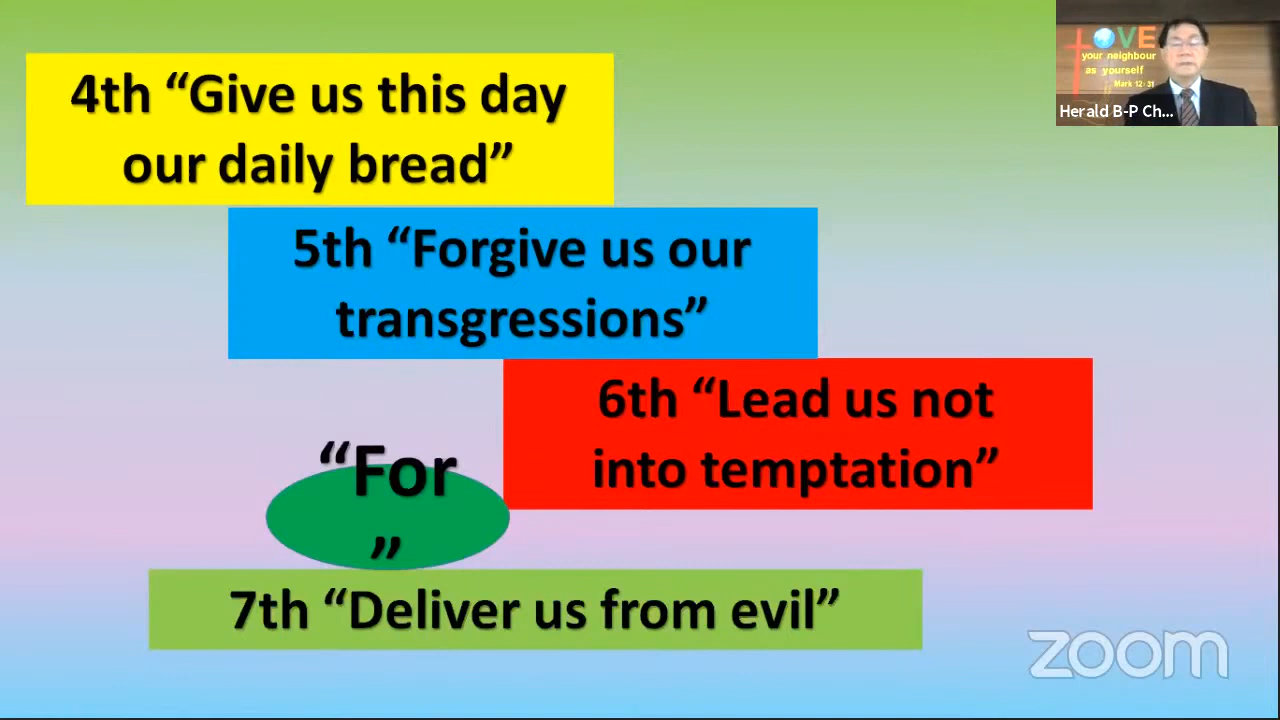 4th “Give us this day
our daily bread”
5th “Forgive us our
transgressions”
6th “Lead us not
into temptation”
“For
”
7th “Deliver us from evil”
LOVE
your neighbour
as yourself
Mark 12:31
Herald B-P Ch...
zoom